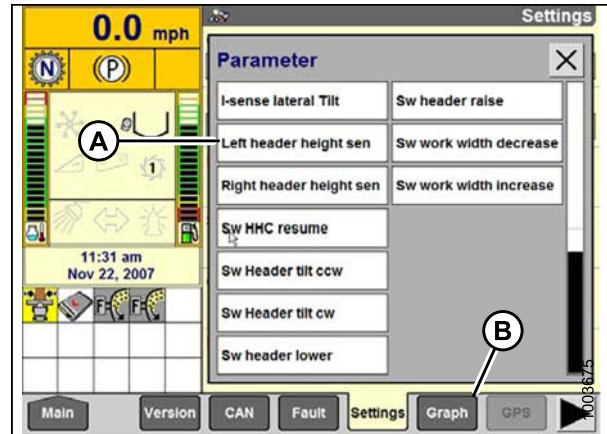 0.0 mph
Settings
N
(P)
Parameter
X
I-sense lateral Tilt
Sw header raise
A
Left header height sen
Sw work width decrease
1
Right header height sen
Sw work width increase
Sw HHC resume
11:31 am
Nov 22, 2007
Sw Header tilt ccw
Sw Header tilt cw
F
F
B
Sw header lower
1003675
Main
Version
CAN
Fault
Settings
Graph
GPS